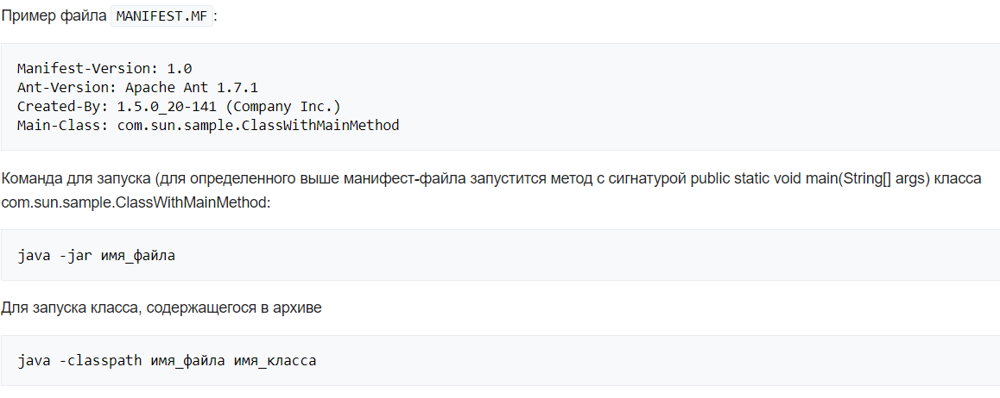 Пример файла MANIFEST.MF:
Manifest-Version: 1.0
Ant-Version: Apache Ant 1.7.1
Created-By: 1.5.0_20-141 (Company Inc.)
Main-Class: com.sun.sample.ClassWithMainMethod
Команда для запуска (для определенного выше манифест-файла запустится метод с сигнатурой public static void main(String[] args) класса
com.sun.sample.ClassWithMainMethod:
java -jar имя_файла
Для запуска класса, содержащегося в архиве
java -classpath имя_файла имя_класса